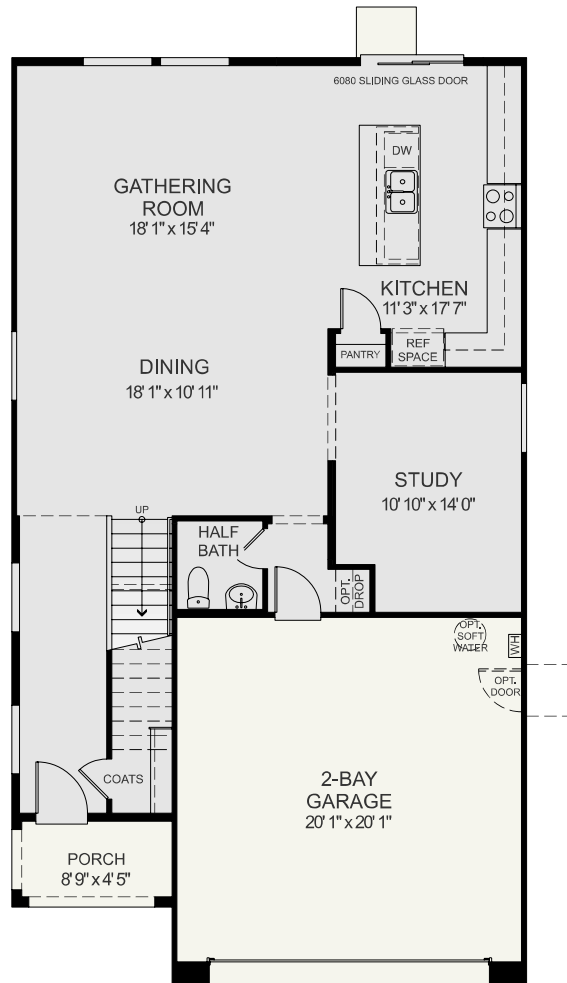 6080 SLIDING GLASS DOOR
DW
GATHERING
ROOM
18' 1" x 15' 4"
KITCHEN
11' 3" x 17' 7"
PANTRY
REF
SPACE
DINING
18' 1" x 10' 11"
STUDY
10' 10" x 14' 0"
UP
HALF
BATH
OPT.
DROP
OPT.
SOFT
WATER
WH
OPT.
DOOR
COATS
2-BAY
GARAGE
20' 1" x 20' 1"
PORCH
8' 9" x 4' 5"